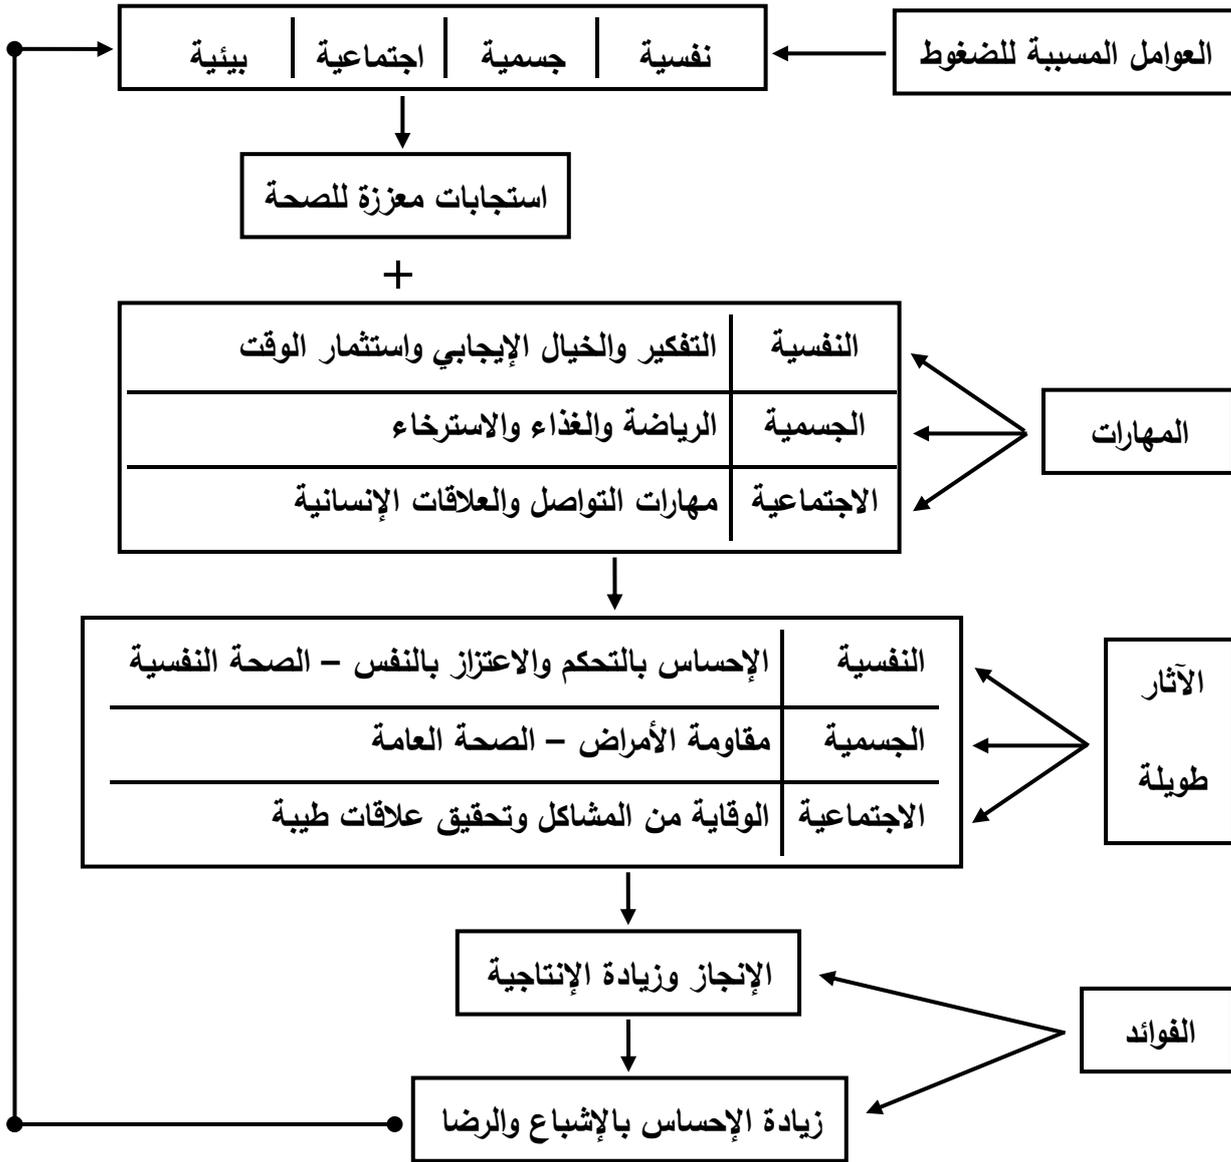 العوامل المسببة للضغوط
نفسية | جسمية | اجتماعية | بيئية
استجابات معززة للصحة
+
المهارات
النفسية | التفكير والخيال الإيجابي واستثمار الوقت
الجسمية | الرياضة والغذاء والاسترخاء
الاجتماعية | مهارات التواصل والعلاقات الإنسانية
الآثار
طويلة
النفسية | الإحساس بالتحكم والاعتزاز بالنفس – الصحة النفسية
الجسمية | مقاومة الأمراض – الصحة العامة
الاجتماعية | الوقاية من المشاكل وتحقيق علاقات طيبة
الفوائد
الإنجاز وزيادة الإنتاجية
زيادة الإحساس بالإشباع والرضا